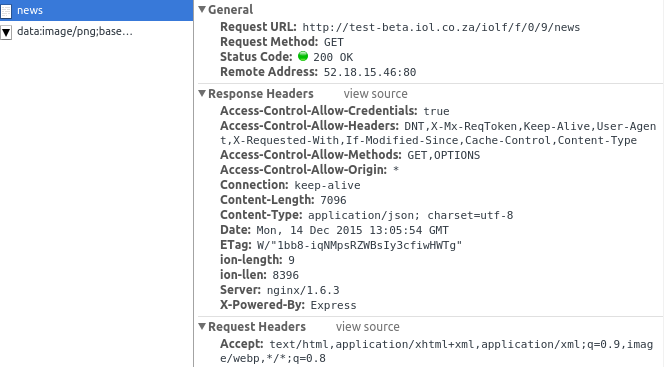 news
data:image/png;base…
General
Request URL: http://test-beta.iol.co.za/iolf/f/0/9/news
Request Method: GET
Status Code: 200 OK
Remote Address: 52.18.15.46:80
Response Headers view source
Access-Control-Allow-Credentials: true
Access-Control-Allow-Headers: DNT,X-Mx-ReqToken,Keep-Alive,User-Agen
t,X-Requested-With,If-Modified-Since,Cache-Control,Content-Type
Access-Control-Allow-Methods: GET,OPTIONS
Access-Control-Allow-Origin: *
Connection: keep-alive
Content-Length: 7096
Content-Type: application/json; charset=utf-8
Date: Mon, 14 Dec 2015 13:05:54 GMT
ETag: W/"1bb8-iqNMpsRZWBsIy3cfiwHWTg"
ion-length: 9
ion-llen: 8396
Server: nginx/1.6.3
X-Powered-By: Express
Request Headers view source
Accept: text/html,application/xhtml+xml,application/xml;q=0.9,imag
e/webp,*/*;q=0.8